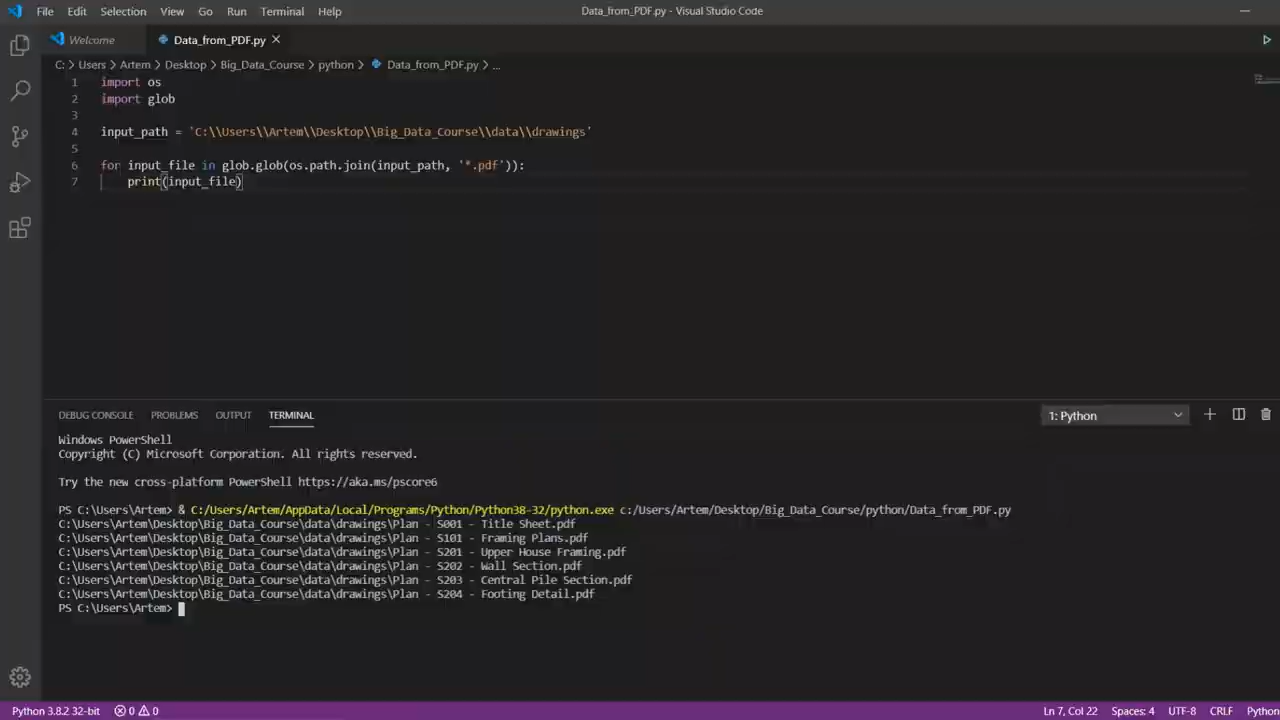 File Edit Selection View Go Run Terminal Help Data_from_PDF.py - Visual Studio Code
Welcome Data_from_PDF.py
C: > Users > Artem > Desktop > Big_Data_Course > python > Data_from_PDF.py > ...
1 import os
2 import glob
3
4 input_path = 'C:\\Users\\Artem\\Desktop\\Big_Data_Course\\data\\drawings'
5
6 for input_file in glob.glob(os.path.join(input_path, '*.pdf')):
7 print(input_file)
DEBUG CONSOLE PROBLEMS OUTPUT TERMINAL 1: Python
Windows PowerShell
Copyright (C) Microsoft Corporation. All rights reserved.
Try the new cross-platform PowerShell https://aka.ms/pscore6
PS C:\Users\Artem> & C:/Users/Artem/AppData/Local/Programs/Python/Python38-32/python.exe c:/Users/Artem/Desktop/Big_Data_Course/python/Data_from_PDF.py
C:\Users\Artem\Desktop\Big_Data_Course\data\drawings\Plan - S001 - Title Sheet.pdf
C:\Users\Artem\Desktop\Big_Data_Course\data\drawings\Plan - S101 - Framing Plans.pdf
C:\Users\Artem\Desktop\Big_Data_Course\data\drawings\Plan - S201 - Upper House Framing.pdf
C:\Users\Artem\Desktop\Big_Data_Course\data\drawings\Plan - S202 - Wall Section.pdf
C:\Users\Artem\Desktop\Big_Data_Course\data\drawings\Plan - S203 - Central Pile Section.pdf
C:\Users\Artem\Desktop\Big_Data_Course\data\drawings\Plan - S204 - Footing Detail.pdf
PS C:\Users\Artem>
Python 3.8.2 32-bit 0 0 Ln 7, Col 22 Spaces: 4 UTF-8 CRLF Python